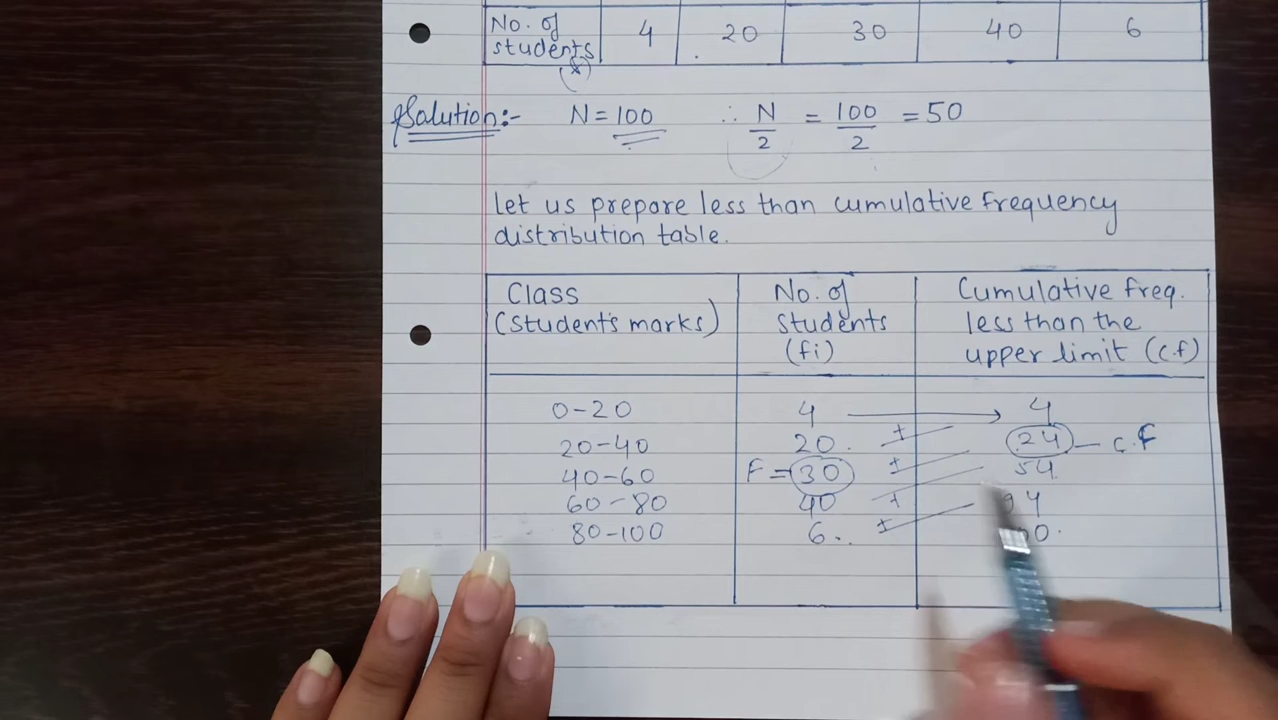 No. of students 4 20 30 40 6
(x)
Solution:- N = 100 ∴ N/2 = 100/2 = 50
Let us prepare less than cumulative frequency
distribution table.
Class (Students marks) No. of students (fi) Cumulative freq. less than the upper limit (c.f)
0-20 4 4
20-40 20 + 24 - C.F
40-60 F = 30 + 54
60-80 40 +
80-100 6 +